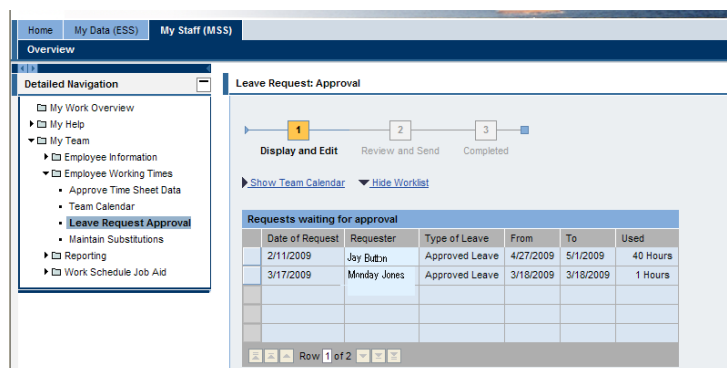 Home My Data (ESS) My Staff (MSS)
Overview
Detailed Navigation
My Work Overview
My Help
My Team
Employee Information
Employee Working Times
Approve Time Sheet Data
Team Calendar
Leave Request Approval
Maintain Substitutions
Reporting
Work Schedule Job Aid
Leave Request: Approval
1 2 3
Display and Edit Review and Send Completed
Show Team Calendar Hide Worklist
Requests waiting for approval
Date of Request Requester Type of Leave From To Used
2/11/2009 Jay Button Approved Leave 4/27/2009 5/1/2009 40 Hours
3/17/2009 Monday Jones Approved Leave 3/18/2009 3/18/2009 1 Hours
Row 1 of 2